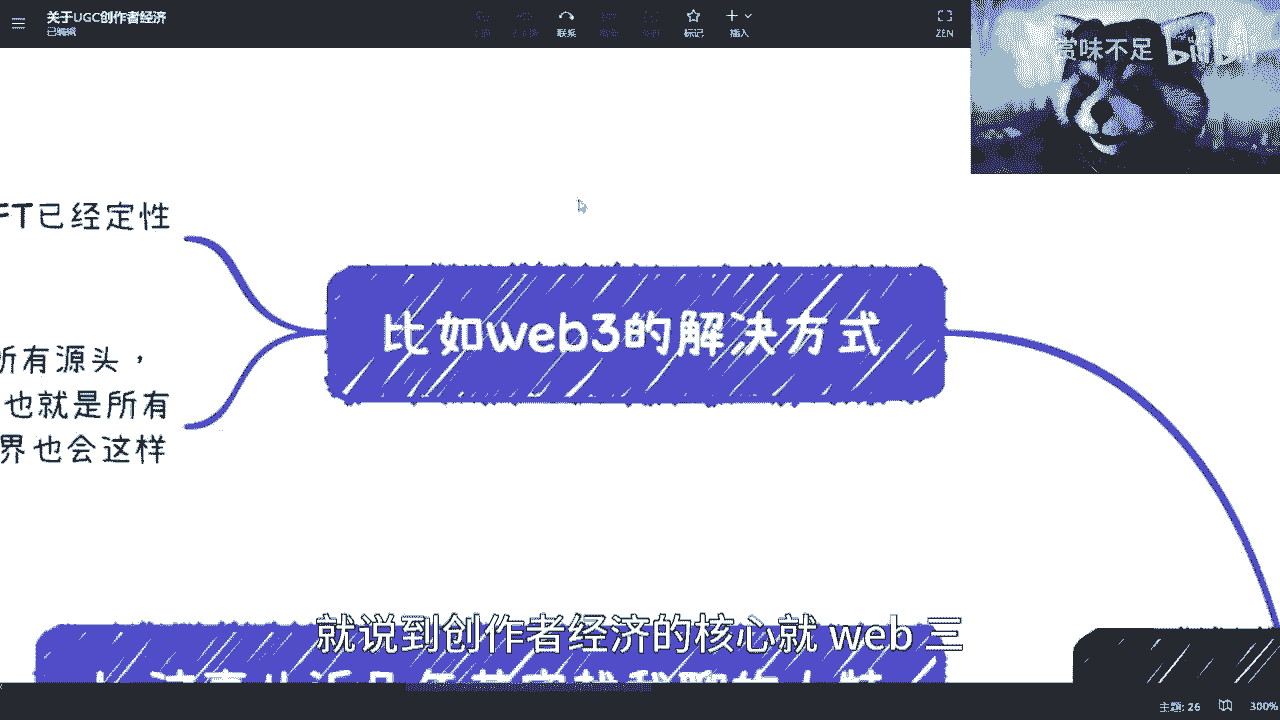 关于UGC创作者经济
已编辑
联系
标记
插入
ZEN
赏味不足 bilibili
FT已经定性
比如web3的解决方式
所有源头，
也就是所有
界也会这样
就说到创作者经济的核心就 web 三
主题: 26
300%